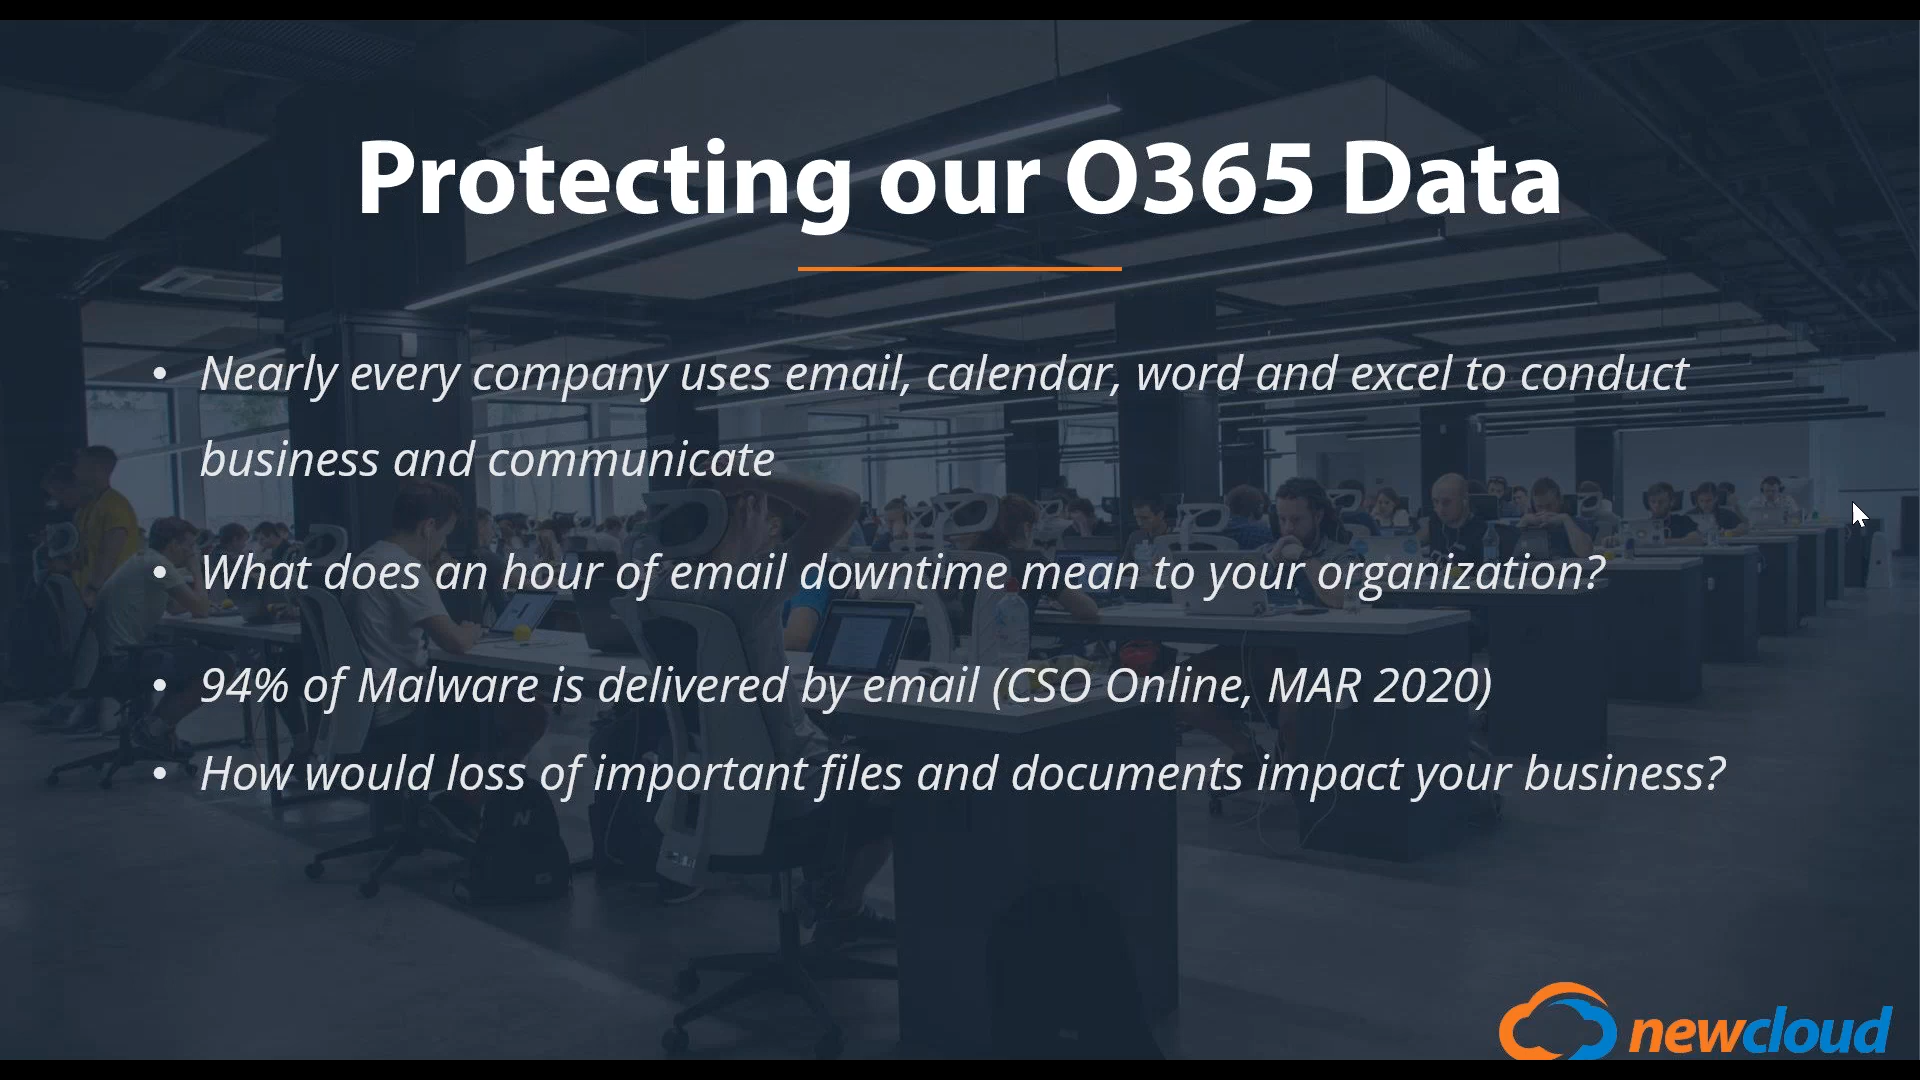 Protecting our O365 Data
• Nearly every company uses email, calendar, word and excel to conduct
business and communicate
• What does an hour of email downtime mean to your organization?
• 94% of Malware is delivered by email (CSO Online, MAR 2020)
• How would loss of important files and documents impact your business?
newcloud